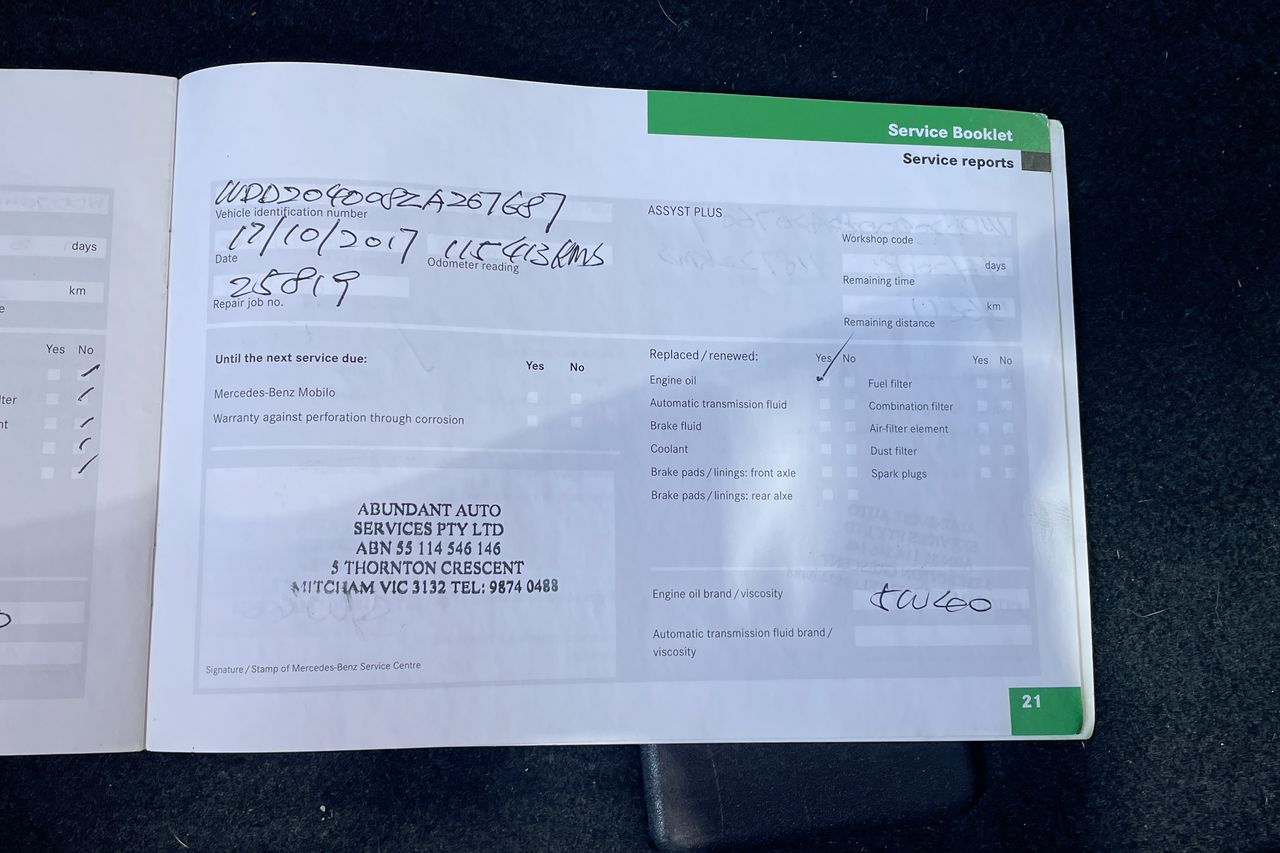 Service Booklet
Service reports
WDD2040082A267687
Vehicle identification number
17/10/2017
Date
115413KMS
Odometer reading
25819
Repair job no.
ASSYST PLUS
Workshop code
days
Remaining time
km
Remaining distance
Until the next service due:
Yes No
Mercedes-Benz Mobilo
Warranty against perforation through corrosion
ABUNDANT AUTO
SERVICES PTY LTD
ABN 55 114 546 146
5 THORNTON CRESCENT
MITCHAM VIC 3132 TEL: 9874 0488
Signature / Stamp of Mercedes-Benz Service Centre
Replaced / renewed:
Yes No
Engine oil
Automatic transmission fluid
Brake fluid
Coolant
Brake pads / linings: front axle
Brake pads / linings: rear alxe
Yes No
Fuel filter
Combination filter
Air-filter element
Dust filter
Spark plugs
Engine oil brand / viscosity
5W40
Automatic transmission fluid brand /
viscosity
21
days
km
Yes No